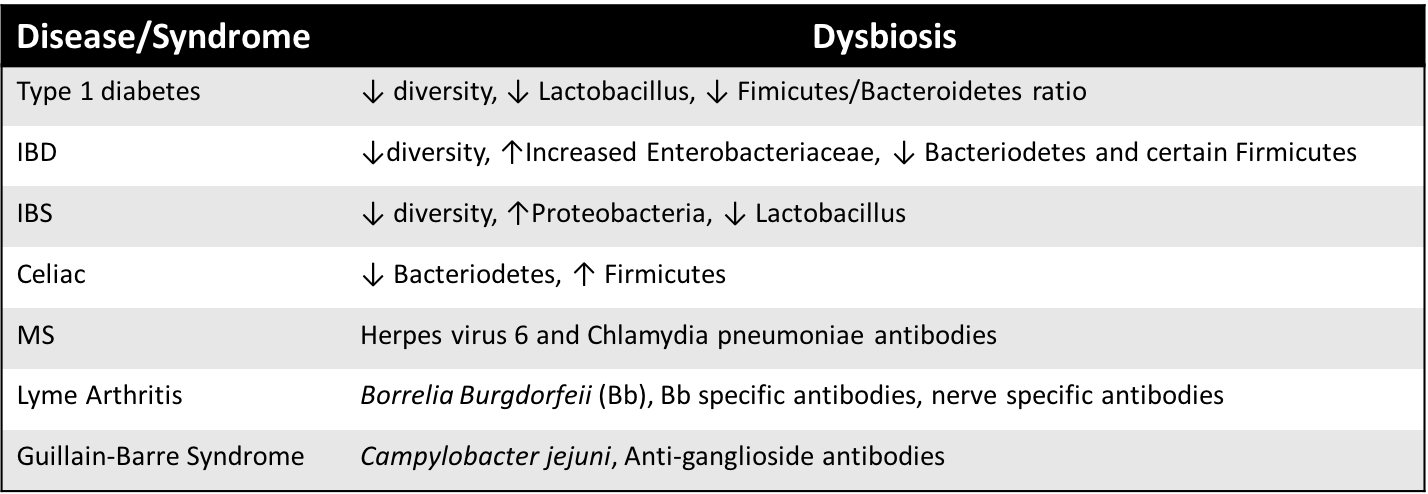 Disease/Syndrome Dysbiosis
Type 1 diabetes ↓ diversity, ↓ Lactobacillus, ↓ Fimicutes/Bacteroidetes ratio
IBD ↓diversity, ↑Increased Enterobacteriaceae, ↓ Bacteriodetes and certain Firmicutes
IBS ↓ diversity, ↑Proteobacteria, ↓ Lactobacillus
Celiac ↓ Bacteriodetes, ↑ Firmicutes
MS Herpes virus 6 and Chlamydia pneumoniae antibodies
Lyme Arthritis Borrelia Burgdorfeii (Bb), Bb specific antibodies, nerve specific antibodies
Guillain-Barre Syndrome Campylobacter jejuni, Anti-ganglioside antibodies